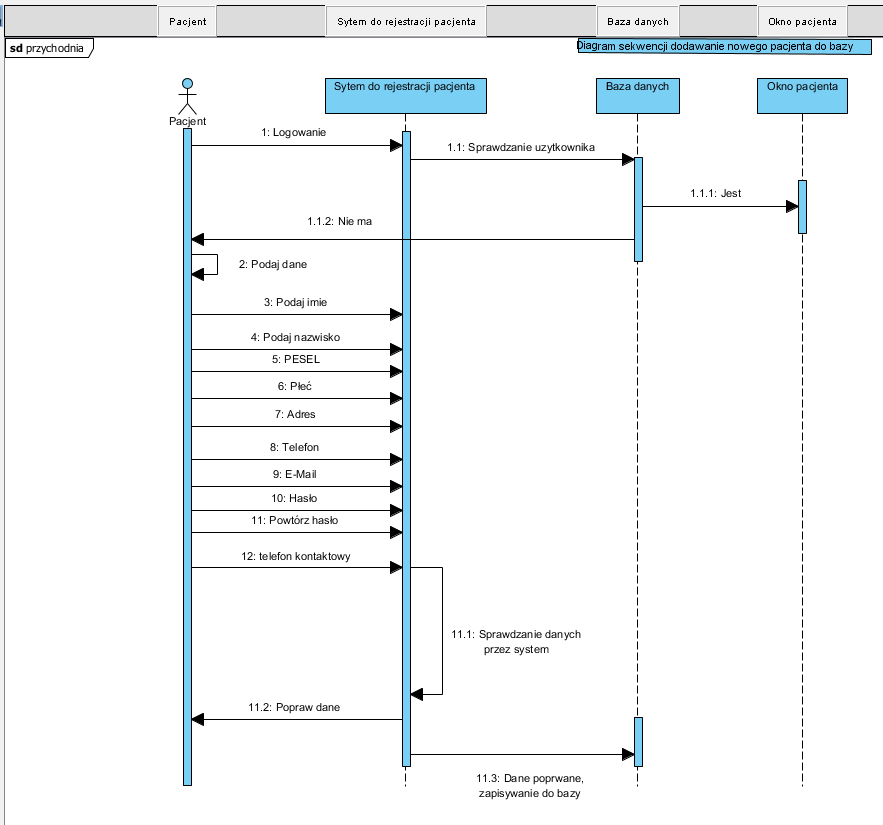 Pacjent
Sytem do rejestracji pacjenta
Baza danych
Okno pacjenta
sd przychodnia
Diagram sekwencji dodawanie nowego pacjenta do bazy
Sytem do rejestracji pacjenta
Baza danych
Okno pacjenta
Pacjent
1: Logowanie
1.1: Sprawdzanie uzytkownika
1.1.1: Jest
1.1.2: Nie ma
2: Podaj dane
3: Podaj imie
4: Podaj nazwisko
5: PESEL
6: Płeć
7: Adres
8: Telefon
9: E-Mail
10: Hasło
11: Powtórz hasło
12: telefon kontaktowy
11.1: Sprawdzanie danych
przez system
11.2: Popraw dane
11.3: Dane poprwane,
zapisywanie do bazy